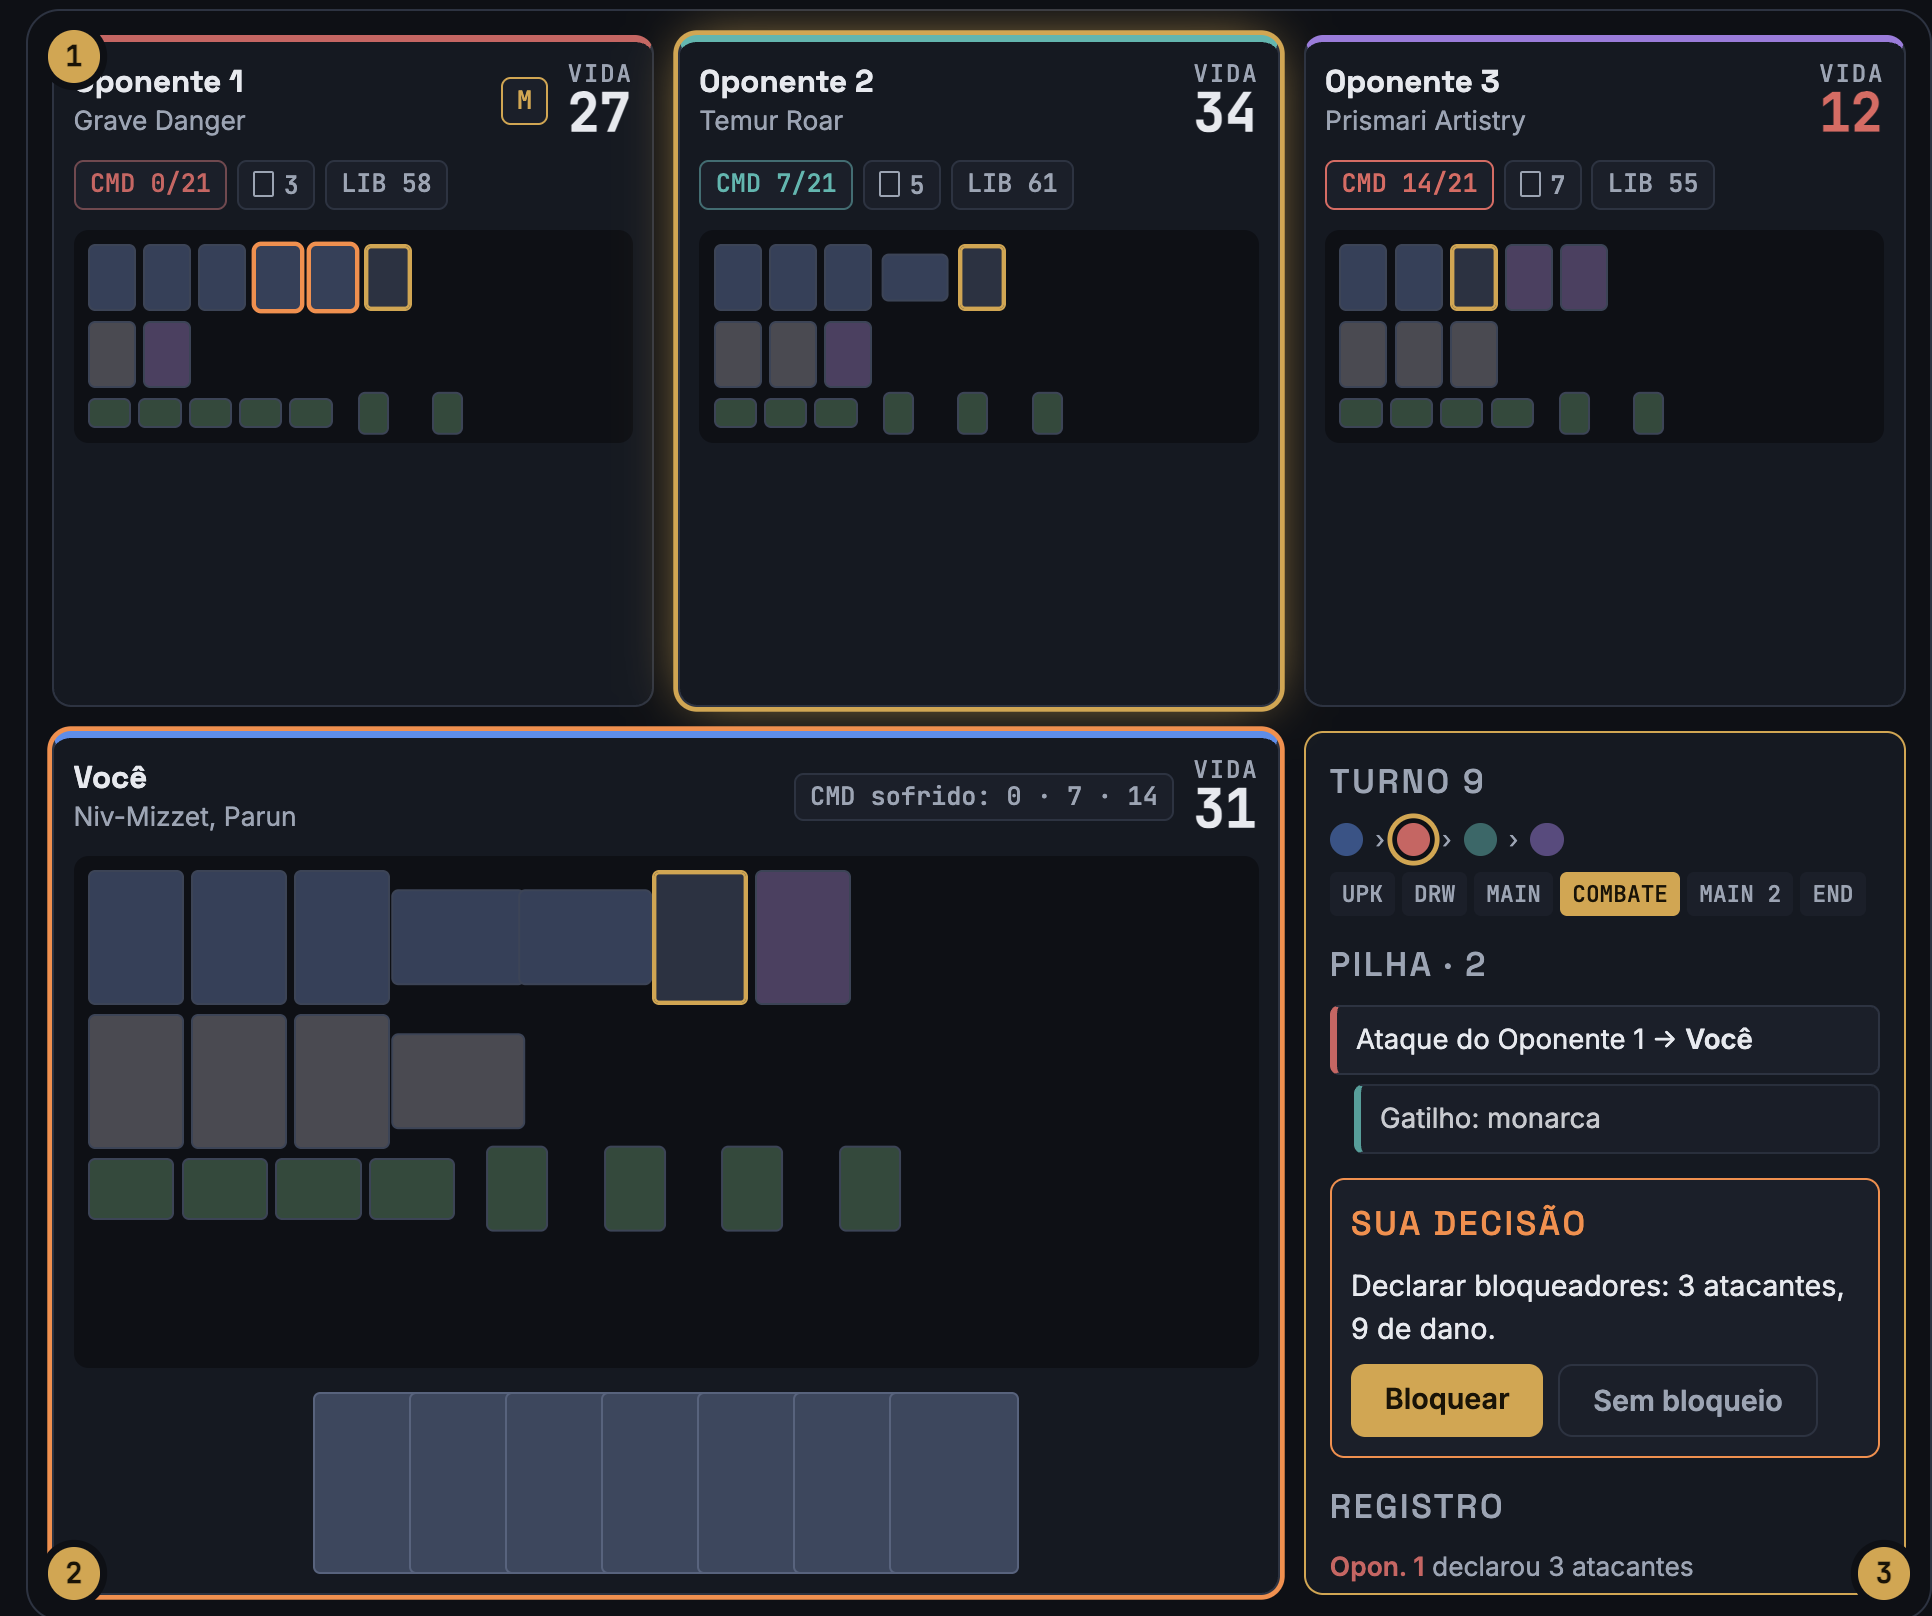 1
Oponente 1
Grave Danger
M
VIDA
27
CMD 0/21
3
LIB 58
Oponente 2
Temur Roar
VIDA
34
CMD 7/21
5
LIB 61
Oponente 3
Prismari Artistry
VIDA
12
CMD 14/21
7
LIB 55
Você
Niv-Mizzet, Parun
CMD sofrido: 0 · 7 · 14
VIDA
31
2
TURNO 9
› › ›
UPK DRW MAIN COMBATE MAIN 2 END
PILHA · 2
Ataque do Oponente 1 → Você
Gatilho: monarca
SUA DECISÃO
Declarar bloqueadores: 3 atacantes,
9 de dano.
Bloquear
Sem bloqueio
REGISTRO
Opon. 1 declarou 3 atacantes
3